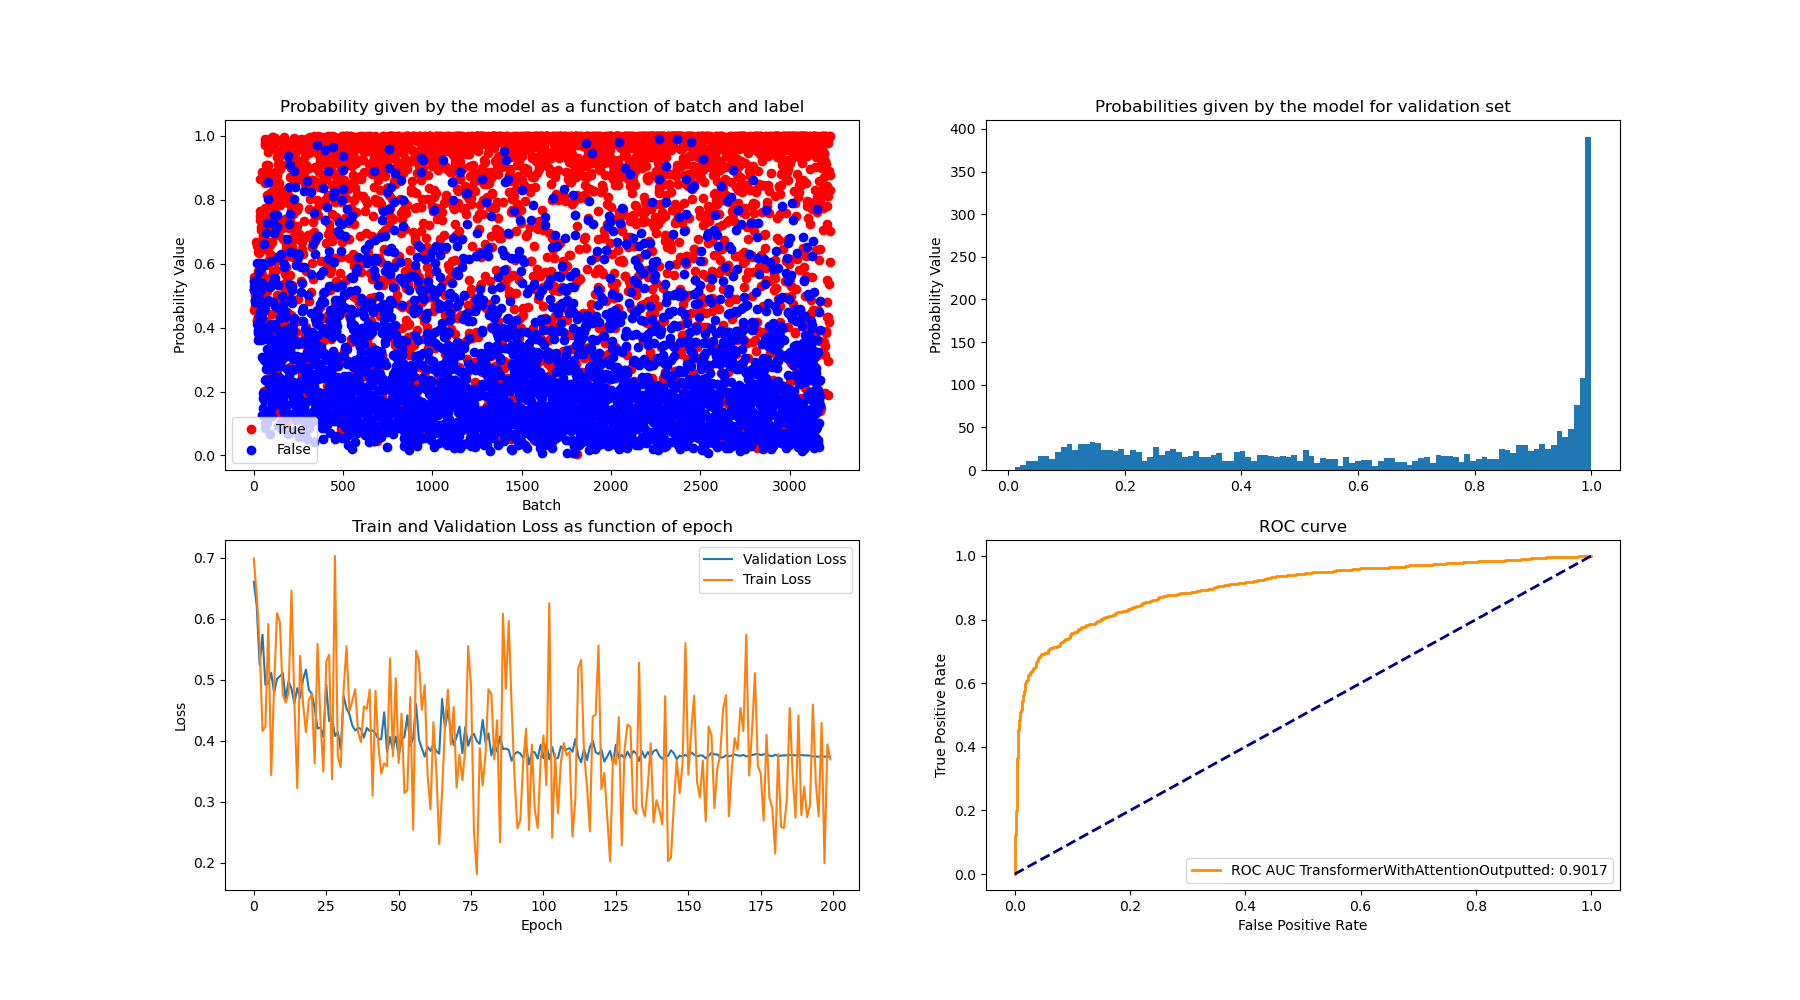 Probability given by the model as a function of batch and label
Probability Value
1.0
0.8
0.6
0.4
0.2
0.0
True
False
0 500 1000 1500 2000 2500 3000
Batch
Probabilities given by the model for validation set
Probability Value
400
350
300
250
200
150
100
50
0
0.0 0.2 0.4 0.6 0.8 1.0
Train and Validation Loss as function of epoch
Loss
0.7
0.6
0.5
0.4
0.3
0.2
Validation Loss
Train Loss
0 25 50 75 100 125 150 175 200
Epoch
ROC curve
True Positive Rate
1.0
0.8
0.6
0.4
0.2
0.0
ROC AUC TransformerWithAttentionOutputted: 0.9017
0.0 0.2 0.4 0.6 0.8 1.0
False Positive Rate